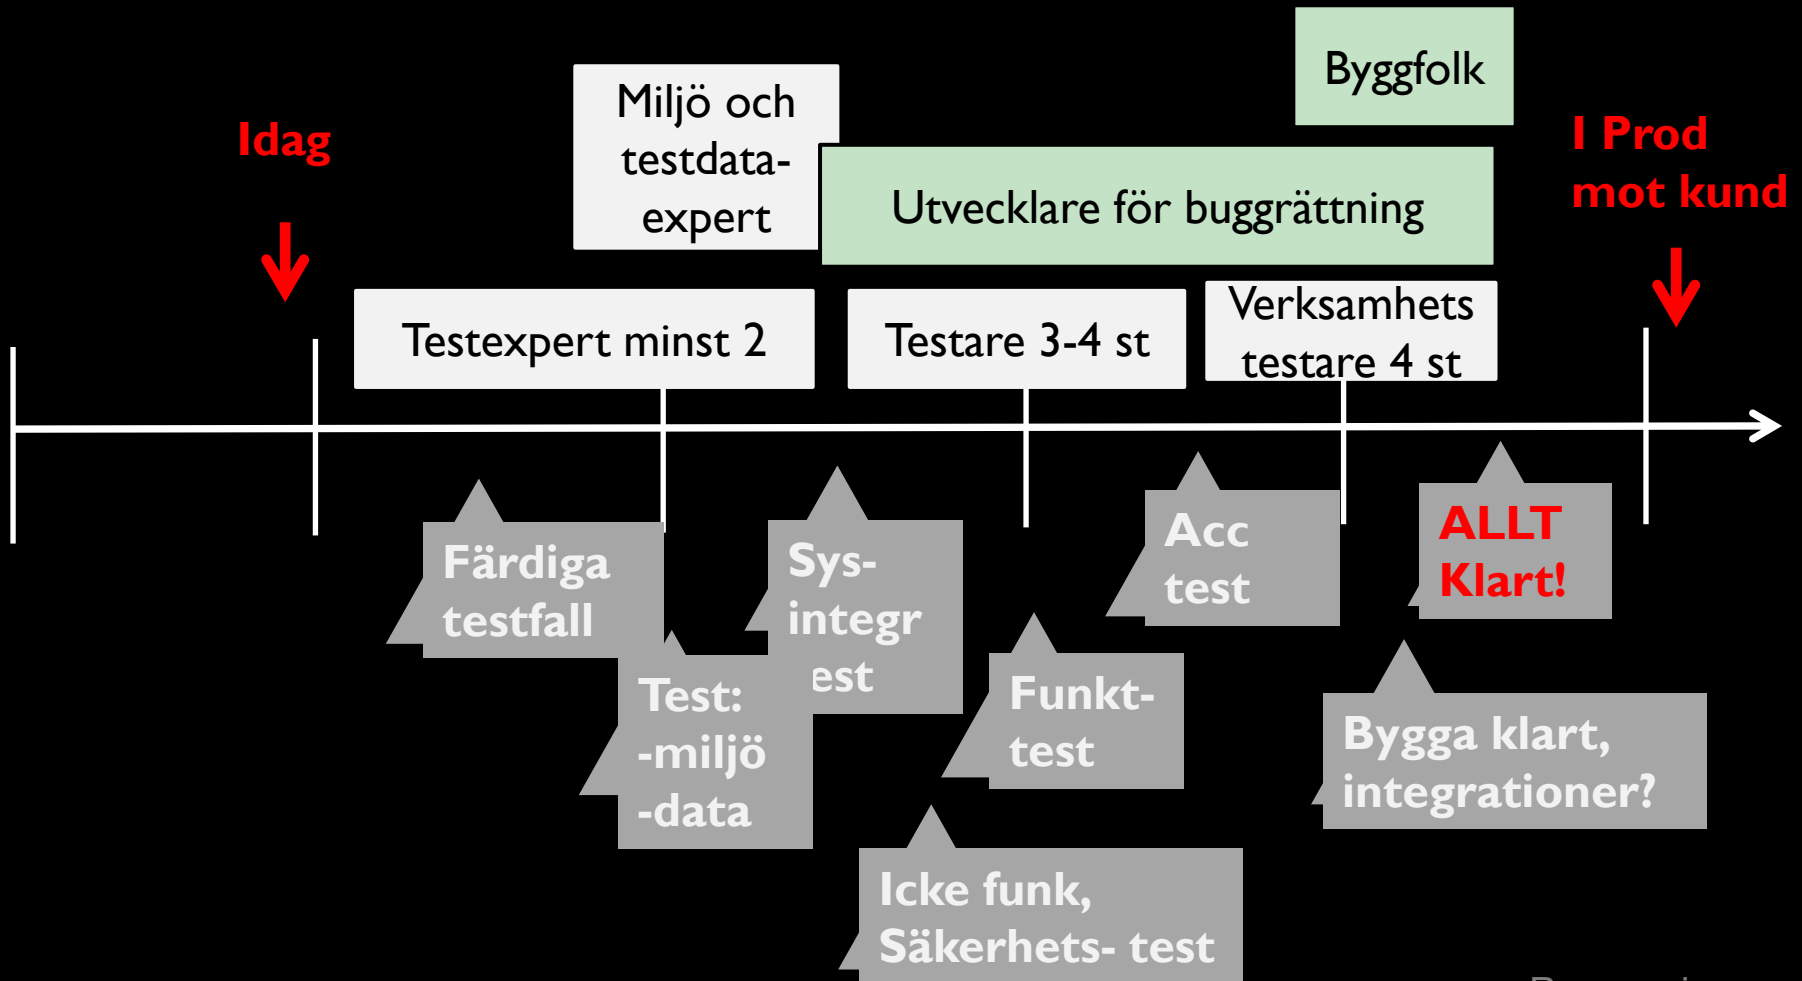 Byggfolk
Miljö och
testdata-
expert
Idag
I Prod
mot kund
Utvecklare för buggrättning
Testexpert minst 2
Testare 3-4 st
Verksamhets
testare 4 st
Färdiga
testfall
Sys-
integr
est
Acc
test
ALLT
Klart!
Test:
-miljö
-data
Funkt-
test
Bygga klart,
integrationer?
Icke funk,
Säkerhets- test